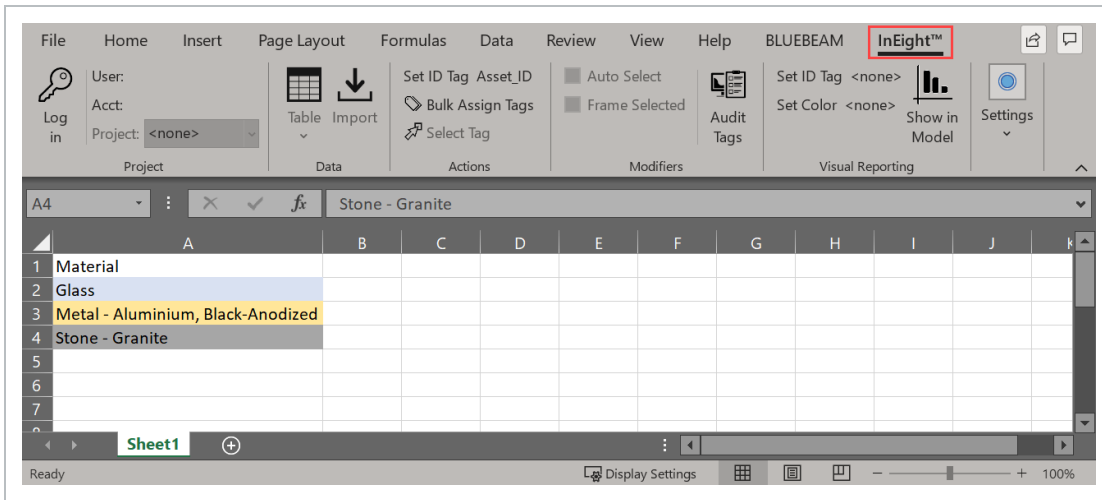 File Home Insert Page Layout Formulas Data Review View Help BLUEBEAM InEight™
Log in
User:
Acct:
Project: <none>
Project
Table Import
Data
Set ID Tag Asset_ID
Bulk Assign Tags
Select Tag
Actions
Auto Select
Frame Selected
Audit Tags
Modifiers
Set ID Tag <none>
Set Color <none>
Show in Model
Visual Reporting
Settings
A4 fx Stone - Granite
A B C D E F G H I J K
1 Material
2 Glass
3 Metal - Aluminium, Black-Anodized
4 Stone - Granite
5
6
7
Sheet1
Ready Display Settings 100%